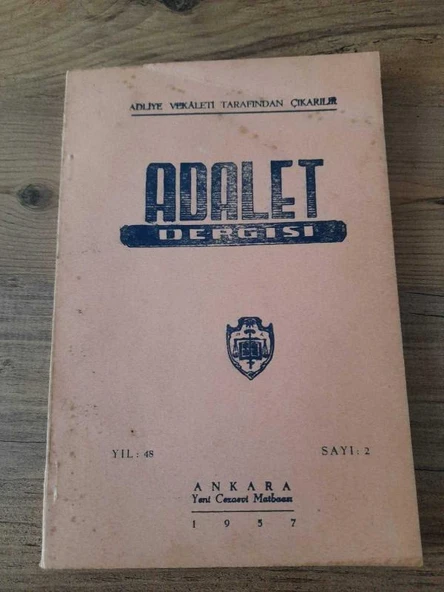 ADLİYE VEKÂLETİ TARAFINDAN ÇIKARILIR
ADALET
DERGİSİ
YIL: 48
SAYI: 2
ANKARA
Yeni Cezaevi Matbaası
1957